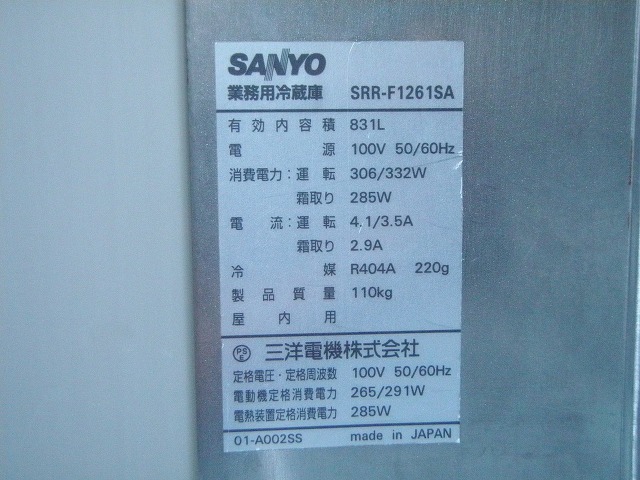 SANYO
業務用冷蔵庫 SRR-F1261SA
有効内容積 831L
電源 100V 50/60Hz
消費電力:運転 306/332W
霜取り 285W
電流:運転 4.1/3.5A
霜取り 2.9A
冷媒 R404A 220g
製品質量 110kg
屋内用
PSE 三洋電機株式会社
定格電圧・定格周波数 100V 50/60Hz
電動機定格消費電力 265/291W
電熱装置定格消費電力 285W
01-A002SS made in JAPAN